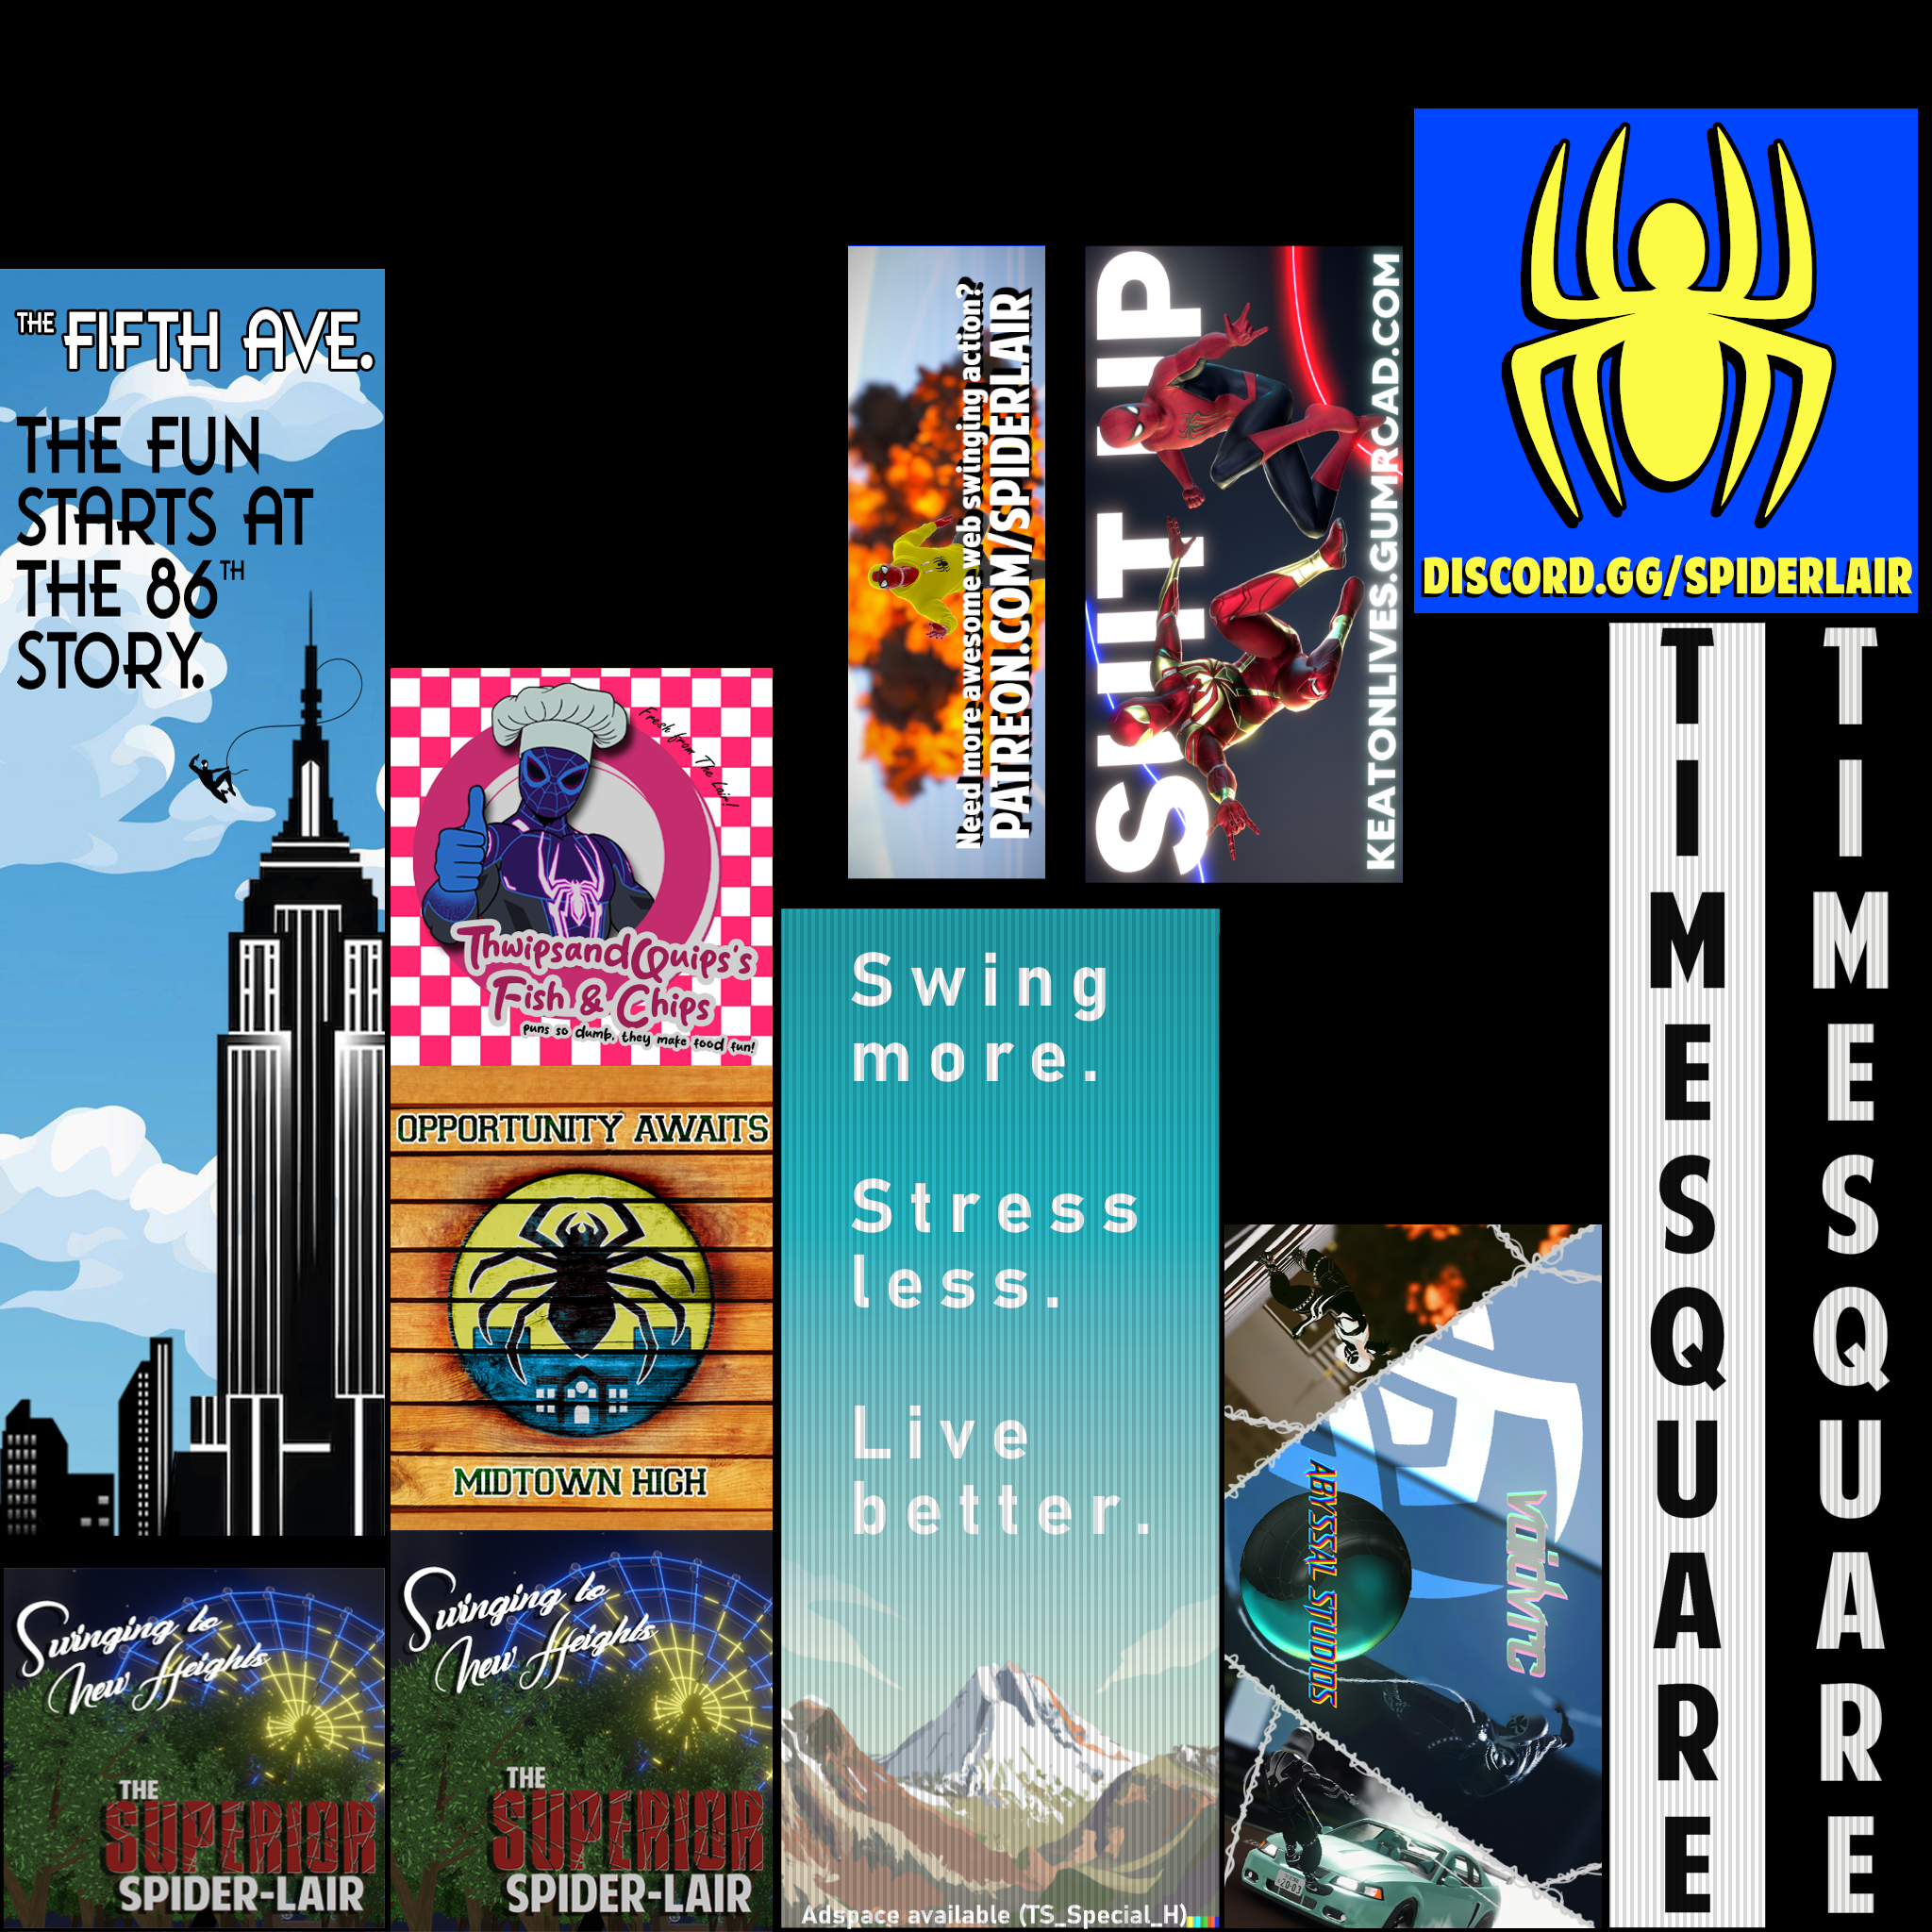 THE FIFTH AVE.
THE FUN
STARTS AT
THE 86TH
STORY.
Swinging to
New Heights
THE
SUPERIOR
SPIDER-LAIR
Fresh from The Lair!
ThwipsandQuips's
Fish & Chips
puns so dumb, they make food fun!
OPPORTUNITY AWAITS
MIDTOWN HIGH
Swinging to
New Heights
THE
SUPERIOR
SPIDER-LAIR
Need more awesome web swinging action?
PATREON.COM/SPIDERLAIR
SUIT UP
KEATONLIVES.GUMROAD.COM
DISCORD.GG/SPIDERLAIR
Swing
more.
Stress
less.
Live
better.
Adspace available (TS_Special_H)
ABYSSAL STUDIOS
voidvrc
20-03
TIMESQUARE
TIMESQUARE